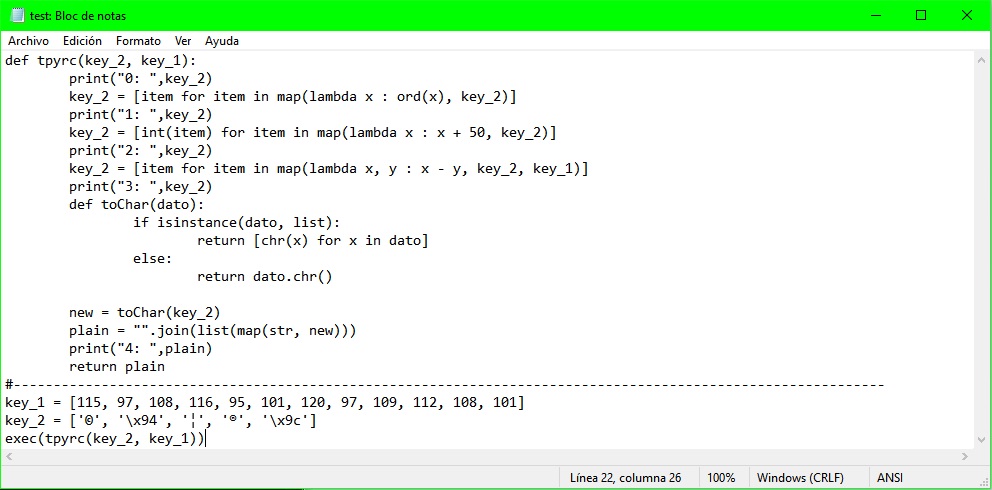 test: Bloc de notas
Archivo Edición Formato Ver Ayuda
def tpyrc(key_2, key_1):
        print("0: ",key_2)
        key_2 = [item for item in map(lambda x : ord(x), key_2)]
        print("1: ",key_2)
        key_2 = [int(item) for item in map(lambda x : x + 50, key_2)]
        print("2: ",key_2)
        key_2 = [item for item in map(lambda x, y : x - y, key_2, key_1)]
        print("3: ",key_2)
        def toChar(dato):
                if isinstance(dato, list):
                        return [chr(x) for x in dato]
                else:
                        return dato.chr()
        new = toChar(key_2)
        plain = "".join(list(map(str, new)))
        print("4: ",plain)
        return plain
#------------------------------------------------------------------------------------------------------------
key_1 = [115, 97, 108, 116, 95, 101, 120, 97, 109, 112, 108, 101]
key_2 = ['©', '\x94', '¦', '®', '\x9c']
exec(tpyrc(key_2, key_1))
Línea 22, columna 26 100% Windows (CRLF) ANSI